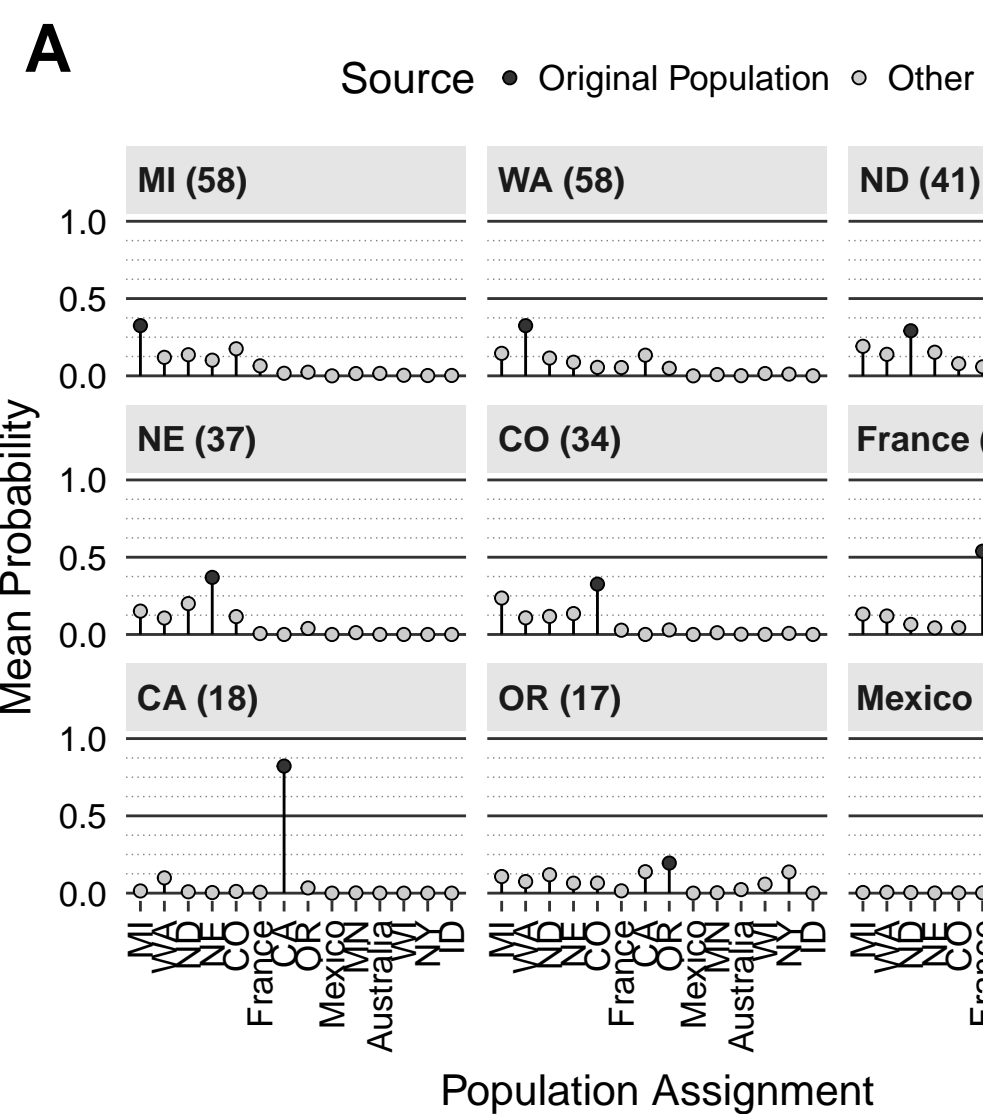 A
Source Original Population Other
MI (58) WA (58) ND (41)
1.0
0.5
0.0
NE (37) CO (34) France (
1.0
0.5
0.0
CA (18) OR (17) Mexico
1.0
0.5
0.0
Mean Probability
MI WA ND NE CO France CA OR Mexico MN Australia WI NY ID
MI WA ND NE CO France CA OR Mexico MN Australia WI NY ID
MI WA ND NE CO France
Population Assignment